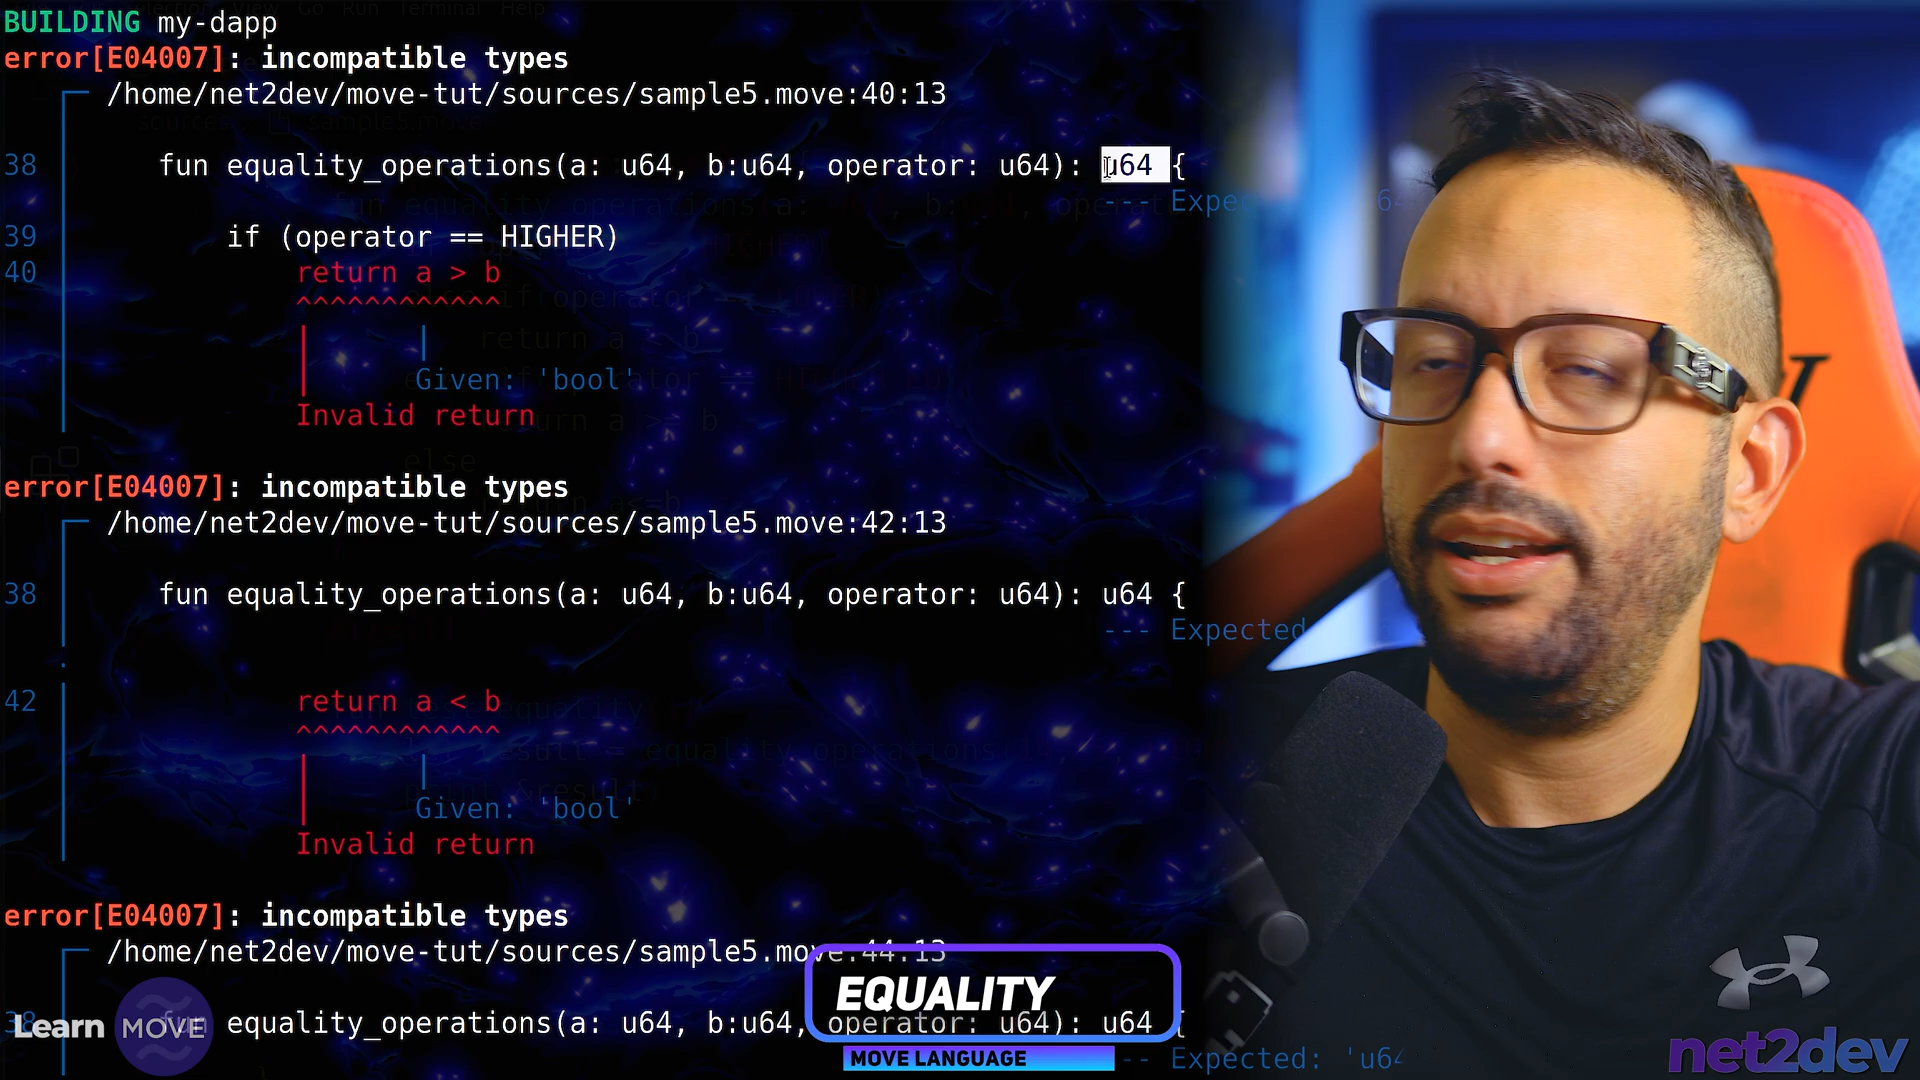 BUILDING my-dapp
error[E04007]: incompatible types
/home/net2dev/move-tut/sources/sample5.move:40:13
38 fun equality_operations(a: u64, b:u64, operator: u64): u64 {
--- Expec
39 if (operator == HIGHER)
40 return a > b
^^^^^^^^^^^^
Given: 'bool'
Invalid return
error[E04007]: incompatible types
/home/net2dev/move-tut/sources/sample5.move:42:13
38 fun equality_operations(a: u64, b:u64, operator: u64): u64 {
--- Expected
.
42 return a < b
^^^^^^^^^^^^
Given: 'bool'
Invalid return
error[E04007]: incompatible types
/home/net2dev/move-tut/sources/sample5.move:44:13
38 fun equality_operations(a: u64, b:u64, operator: u64): u64 {
-- Expected: 'u64
Learn MOVE
EQUALITY
MOVE LANGUAGE
net2dev